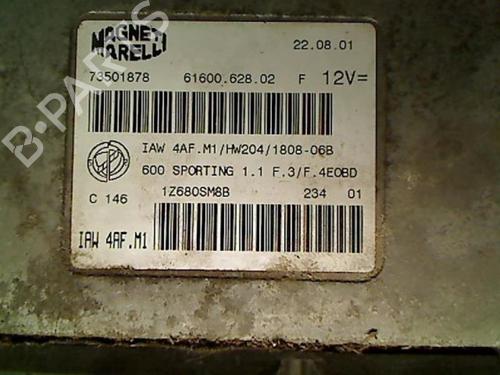 MAGNETI MARELLI
22.08.01
73501878 61600.628.02 F 12V=
IAW 4AF.M1/HW204/1808-06B
600 SPORTING 1.1 F.3/F.4EOBD
C 146 1Z680SM8B 234 01
IAW 4AF.M1
B-PARTS